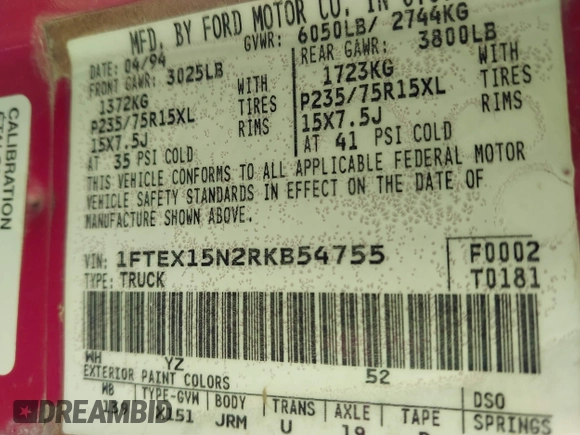 MFD. BY FORD MOTOR CO. IN
GVWR: 6050LB/ 2744KG
DATE: 04/94
FRONT GAWR: 3025LB
REAR GAWR: 3800LB
1372KG WITH
1723KG WITH
P235/75R15XL TIRES
P235/75R15XL TIRES
15X7.5J RIMS
15X7.5J RIMS
AT 35 PSI COLD
AT 41 PSI COLD
THIS VEHICLE CONFORMS TO ALL APPLICABLE FEDERAL MOTOR
VEHICLE SAFETY STANDARDS IN EFFECT ON THE DATE OF
MANUFACTURE SHOWN ABOVE.
VIN: 1FTEX15N2RKB54755
F0002
TYPE: TRUCK
T0181
WH YZ 52
EXTERIOR PAINT COLORS
DSO
WB TYPE-GVW BODY TRANS AXLE TAPE SPRINGS
139 X151 JRM U 19
CALIBRATION
DREAMBID